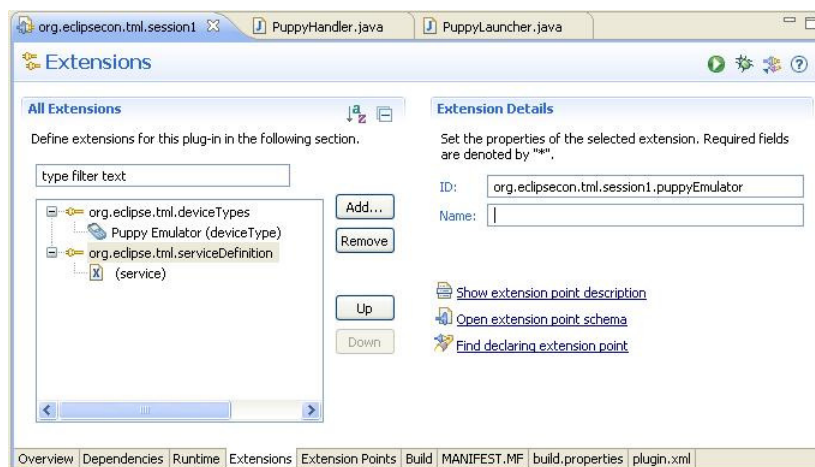 org.eclipsecon.tml.session1
PuppyHandler.java
PuppyLauncher.java
Extensions
All Extensions
Define extensions for this plug-in in the following section.
type filter text
org.eclipse.tml.deviceTypes
Puppy Emulator (deviceType)
org.eclipse.tml.serviceDefinition
(service)
Add...
Remove
Up
Down
Extension Details
Set the properties of the selected extension. Required fields
are denoted by "*".
ID: org.eclipsecon.tml.session1.puppyEmulator
Name:
Show extension point description
Open extension point schema
Find declaring extension point
Overview Dependencies Runtime Extensions Extension Points Build MANIFEST.MF build.properties plugin.xml